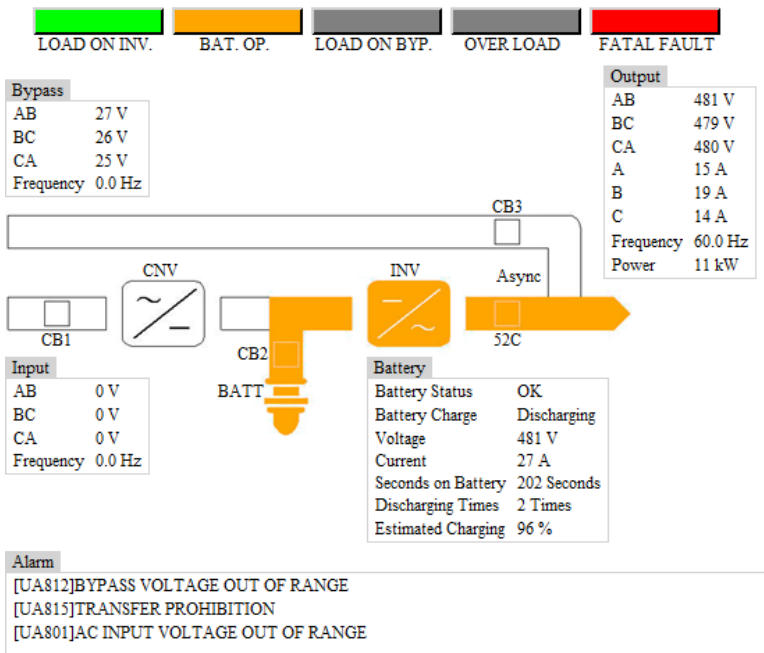 LOAD ON INV. BAT. OP. LOAD ON BYP. OVER LOAD FATAL FAULT
Bypass
AB 27 V
BC 26 V
CA 25 V
Frequency 0.0 Hz
Output
AB 481 V
BC 479 V
CA 480 V
A 15 A
B 19 A
C 14 A
Frequency 60.0 Hz
Power 11 kW
CB3
CNV
INV
Async
CB1
CB2
52C
BATT
Input
AB 0 V
BC 0 V
CA 0 V
Frequency 0.0 Hz
Battery
Battery Status OK
Battery Charge Discharging
Voltage 481 V
Current 27 A
Seconds on Battery 202 Seconds
Discharging Times 2 Times
Estimated Charging 96 %
Alarm
[UA812]BYPASS VOLTAGE OUT OF RANGE
[UA815]TRANSFER PROHIBITION
[UA801]AC INPUT VOLTAGE OUT OF RANGE